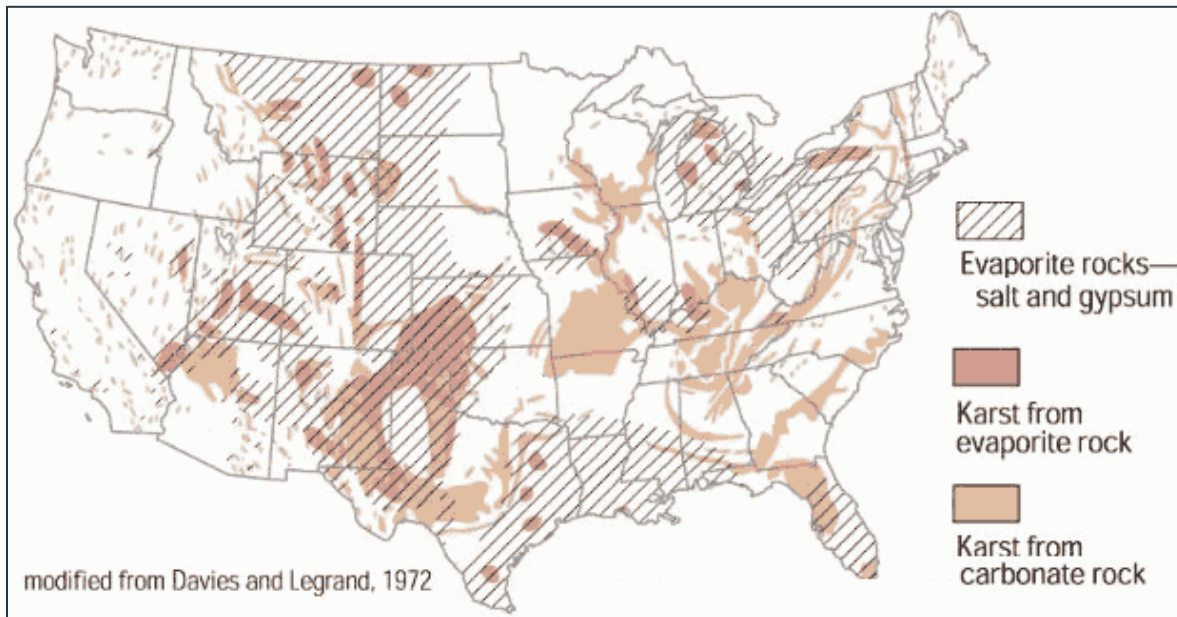 Evaporite rocks—
salt and gypsum
Karst from
evaporite rock
Karst from
carbonate rock
modified from Davies and Legrand, 1972